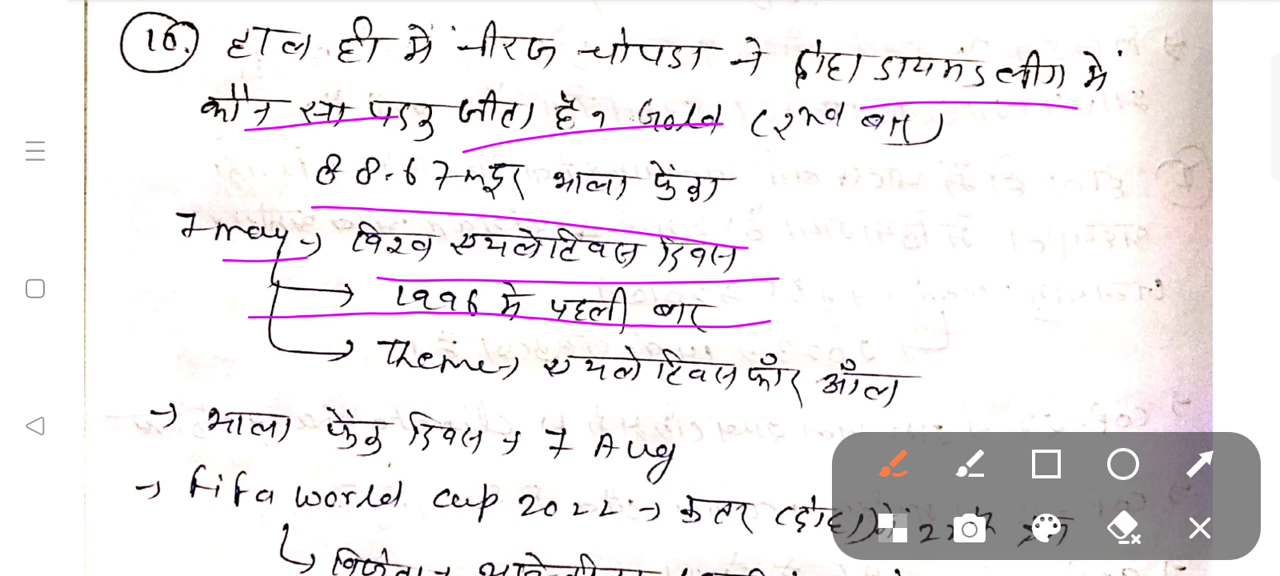 16. हाल ही में नीरज चोपडा ने दोहा डायमंड लीग में
कौन सा पदक जीता है ? Gold (2nd बार)
88.67 मीटर भाला फेंका
7 may → विश्व एथलेटिक्स दिवस
→ 1996 में पहली बार
→ Theme → एथलेटिक्स फॉर ऑल
→ भाला फेंक दिवस → 7 Aug
→ Fifa world cup 2022 → कतर (दोहा) में 22वां